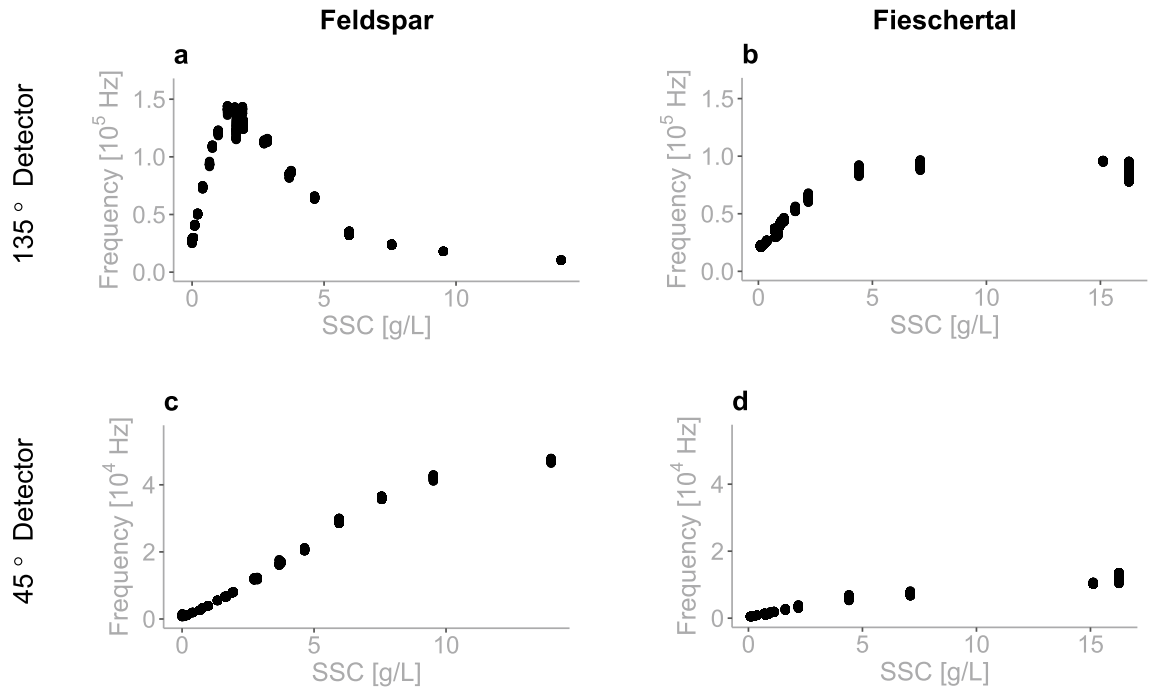 Feldspar
Fieschertal
135° Detector
a
Frequency [10⁵ Hz]
1.5
1.0
0.5
0.0
0 5 10
SSC [g/L]
b
Frequency [10⁵ Hz]
1.5
1.0
0.5
0.0
0 5 10 15
SSC [g/L]
45° Detector
c
Frequency [10⁴ Hz]
4
2
0
0 5 10
SSC [g/L]
d
Frequency [10⁴ Hz]
4
2
0
0 5 10 15
SSC [g/L]